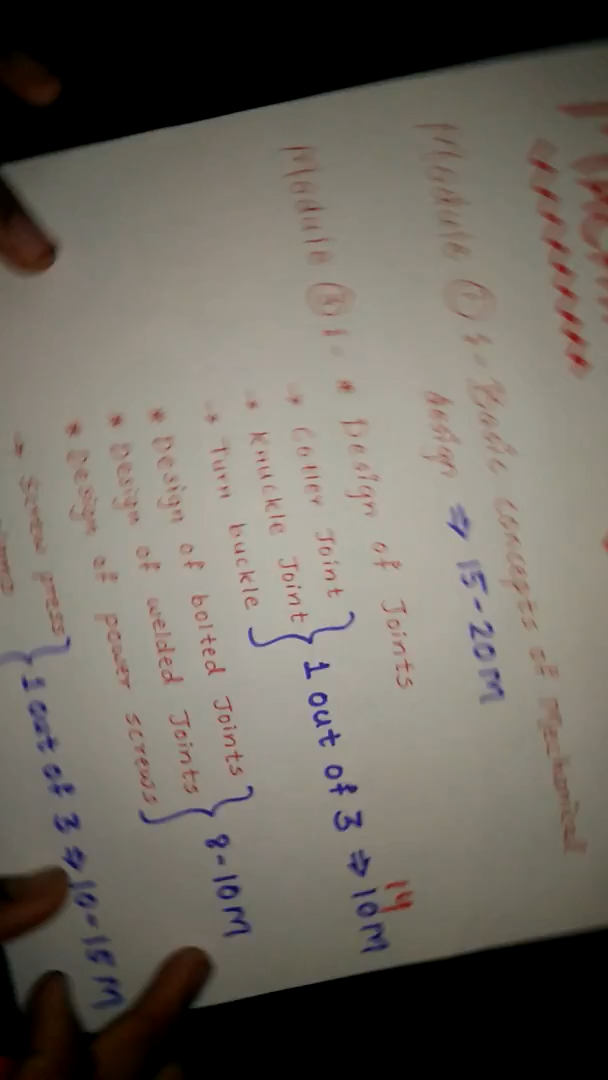 Module ① :- Basic concepts of Mechanical
design ⇒ 15-20M
Module ③ :- * Design of Joints
→ Cotter Joint
→ Knuckle Joint
→ Turn buckle
} 1 out of 3 ⇒ 10M
14
* Design of bolted Joints
* Design of welded Joints
} 8-10M
* Design of power screws
→ Screw press
} 1 out of 3 ⇒ 10-15M